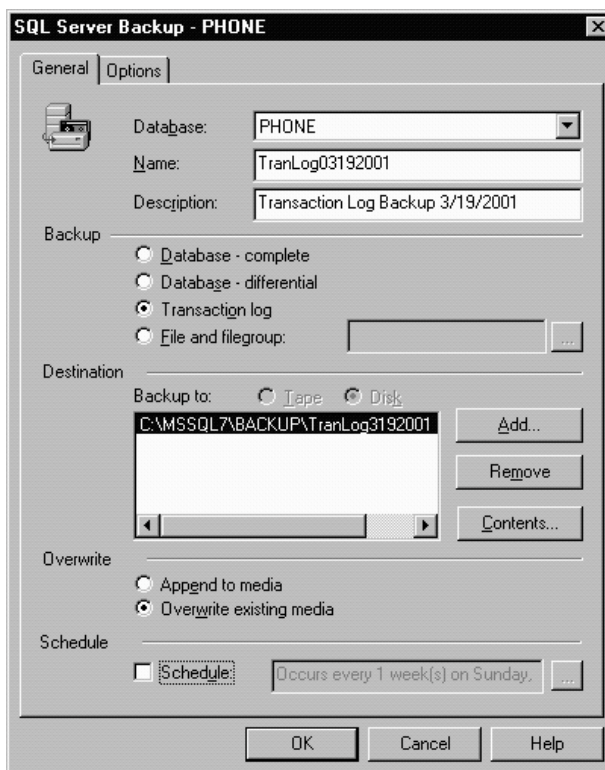 SQL Server Backup - PHONE
General Options
Database: PHONE
Name: TranLog03192001
Description: Transaction Log Backup 3/19/2001
Backup
Database - complete
Database - differential
Transaction log
File and filegroup: ...
Destination
Backup to: Tape Disk
C:\MSSQL7\BACKUP\TranLog3192001
Add...
Remove
Contents...
Overwrite
Append to media
Overwrite existing media
Schedule
Schedule: Occurs every 1 week(s) on Sunday, ...
OK Cancel Help